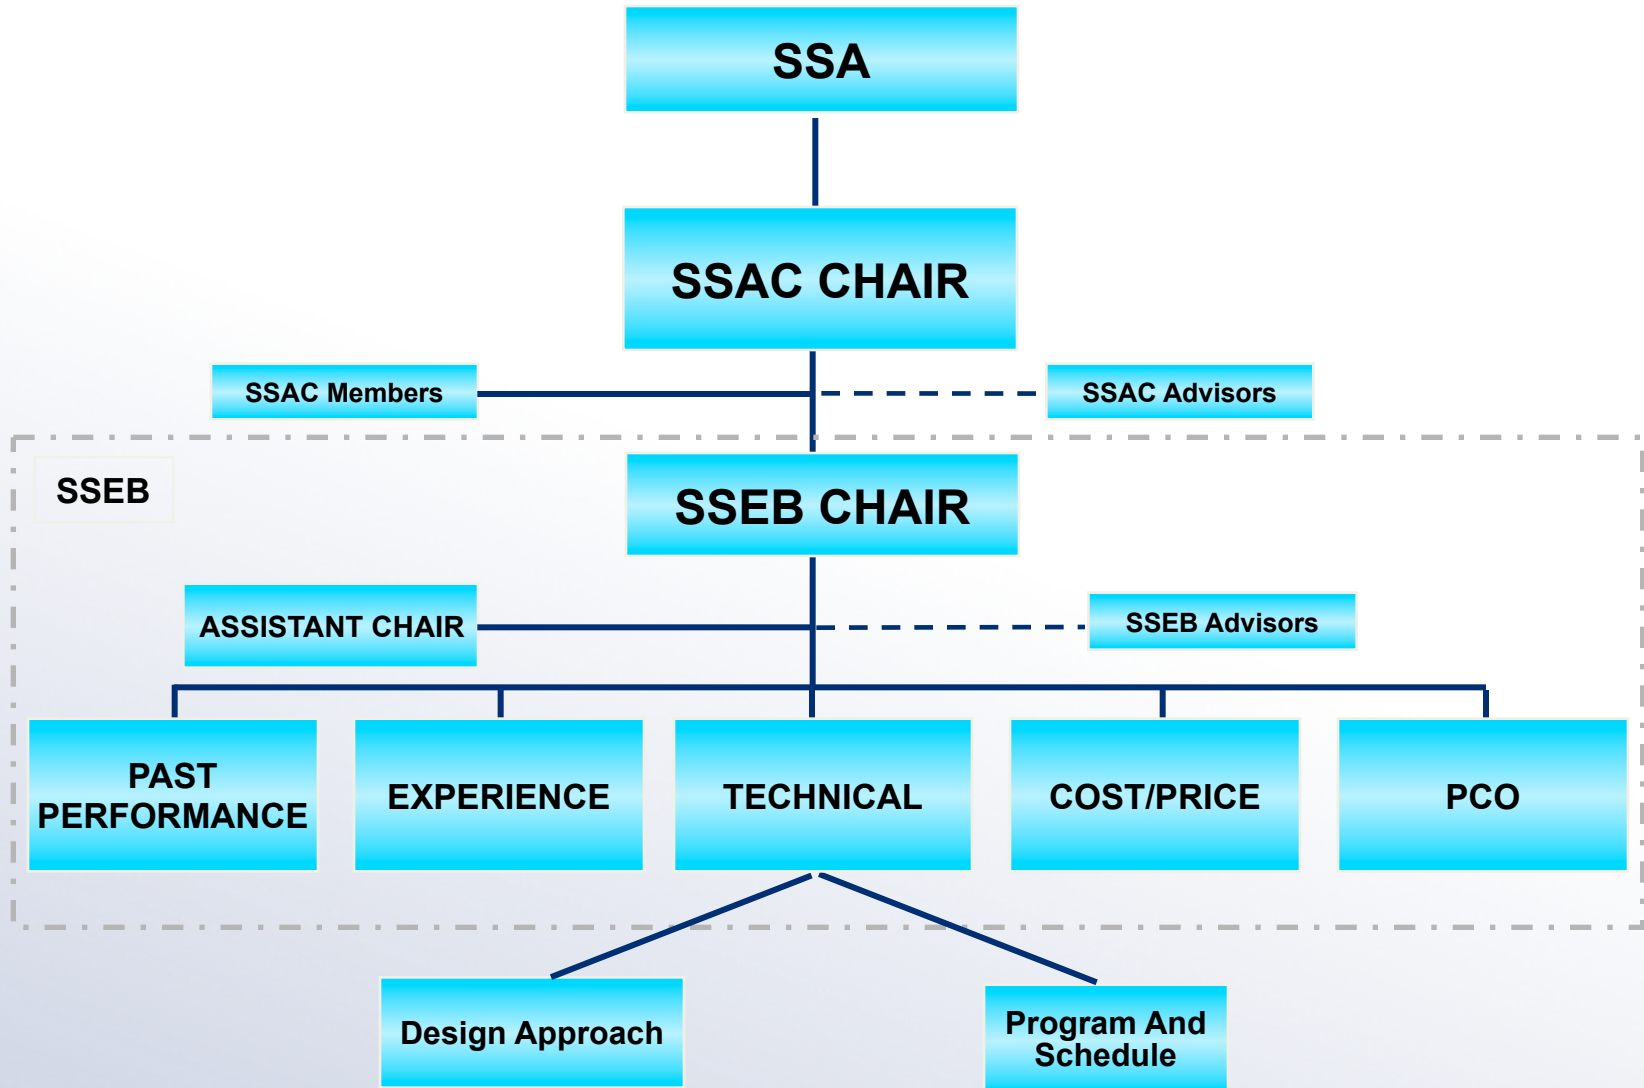 SSA
SSAC CHAIR
SSAC Members
SSAC Advisors
SSEB
SSEB CHAIR
ASSISTANT CHAIR
SSEB Advisors
PAST
PERFORMANCE
EXPERIENCE
TECHNICAL
COST/PRICE
PCO
Design Approach
Program And
Schedule